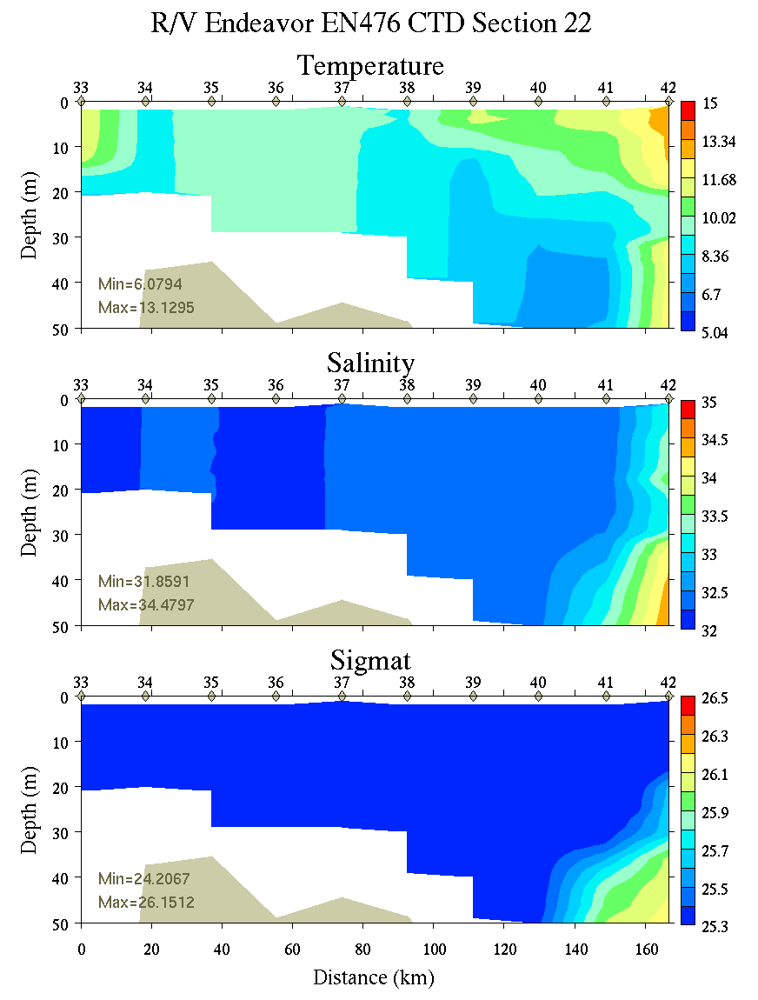 R/V Endeavor EN476 CTD Section 22
Temperature
33 34 35 36 37 38 39 40 41 42
0
10
20
30
40
50
Depth (m)
Min=6.0794
Max=13.1295
15
13.34
11.68
10.02
8.36
6.7
5.04
Salinity
33 34 35 36 37 38 39 40 41 42
0
10
20
30
40
50
Depth (m)
Min=31.8591
Max=34.4797
35
34.5
34
33.5
33
32.5
32
Sigmat
33 34 35 36 37 38 39 40 41 42
0
10
20
30
40
50
Depth (m)
Min=24.2067
Max=26.1512
26.5
26.3
26.1
25.9
25.7
25.5
25.3
0 20 40 60 80 100 120 140 160
Distance (km)